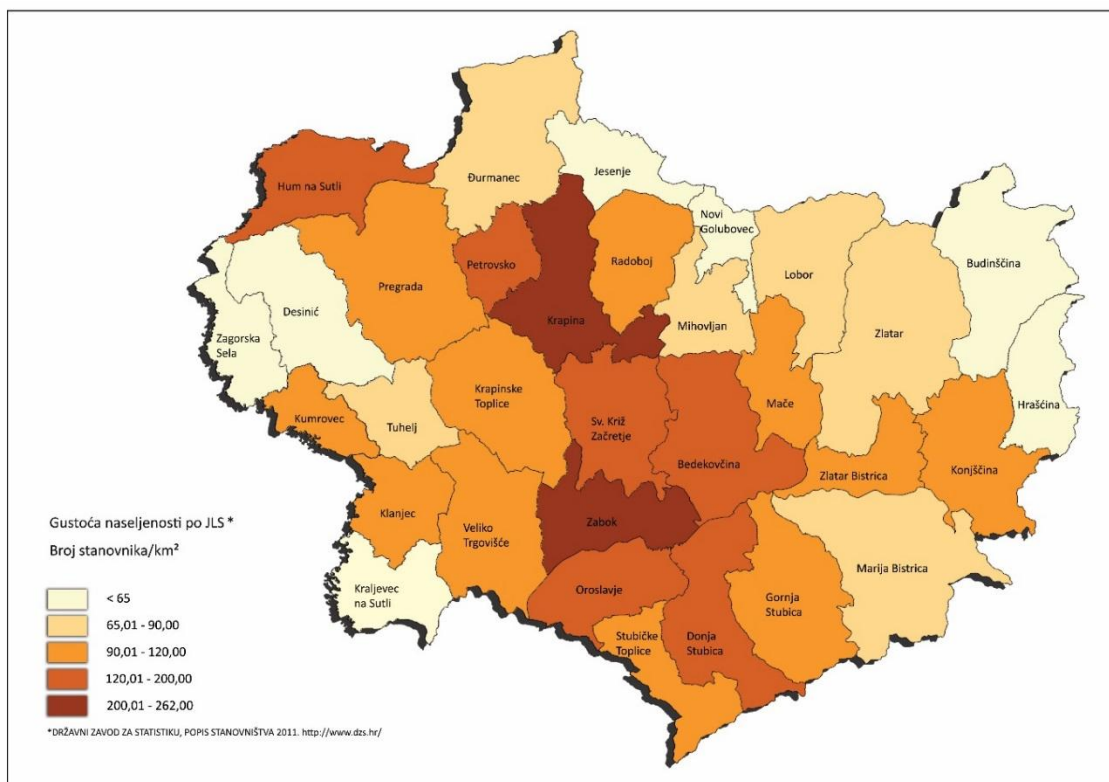 Đurmanec
Jesenje
Hum na Sutli
Novi
Golubovec
Budinščina
Petrovsko
Radoboj
Lobor
Pregrada
Desinić
Krapina
Mihovljan
Zlatar
Zagorska
Sela
Krapinske
Toplice
Mače
Hrašćina
Kumrovec
Tuhelj
Sv. Križ
Začretje
Bedekovčina
Zlatar Bistrica
Konjščina
Klanjec
Veliko
Trgovišće
Zabok
Marija Bistrica
Kraljevec
na Sutli
Oroslavje
Gornja
Stubica
Stubičke
Toplice
Donja
Stubica
Gustoća naseljenosti po JLS *
Broj stanovnika/km²
< 65
65,01 - 90,00
90,01 - 120,00
120,01 - 200,00
200,01 - 262,00
*DRŽAVNI ZAVOD ZA STATISTIKU, POPIS STANOVNIŠTVA 2011. http://www.dzs.hr/